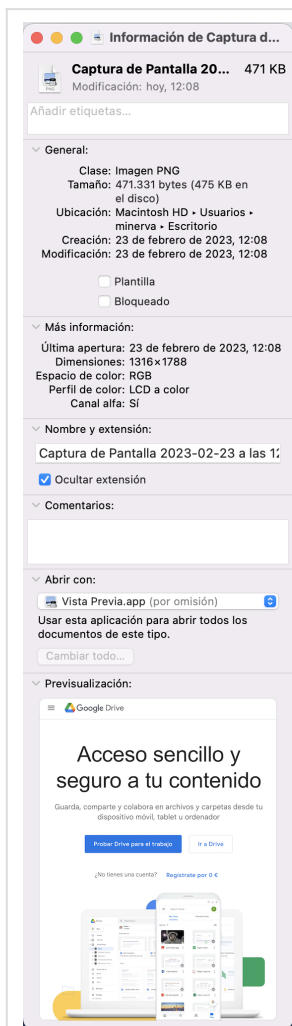 Información de Captura d...
Captura de Pantalla 20... 471 KB
Modificación: hoy, 12:08
PNG
Añadir etiquetas...
General:
Clase: Imagen PNG
Tamaño: 471.331 bytes (475 KB en
el disco)
Ubicación: Macintosh HD ▸ Usuarios ▸
minerva ▸ Escritorio
Creación: 23 de febrero de 2023, 12:08
Modificación: 23 de febrero de 2023, 12:08
Plantilla
Bloqueado
Más información:
Última apertura: 23 de febrero de 2023, 12:08
Dimensiones: 1316×1788
Espacio de color: RGB
Perfil de color: LCD a color
Canal alfa: Sí
Nombre y extensión:
Captura de Pantalla 2023-02-23 a las 12
Ocultar extensión
Comentarios:
Abrir con:
Vista Previa.app (por omisión)
Usar esta aplicación para abrir todos los
documentos de este tipo.
Cambiar todo...
Previsualización:
Google Drive
Acceso sencillo y
seguro a tu contenido
Guarda, comparte y colabora en archivos y carpetas desde tu
dispositivo móvil, tablet u ordenador
Probar Drive para el trabajo Ir a Drive
¿No tienes una cuenta? Regístrate por 0 €